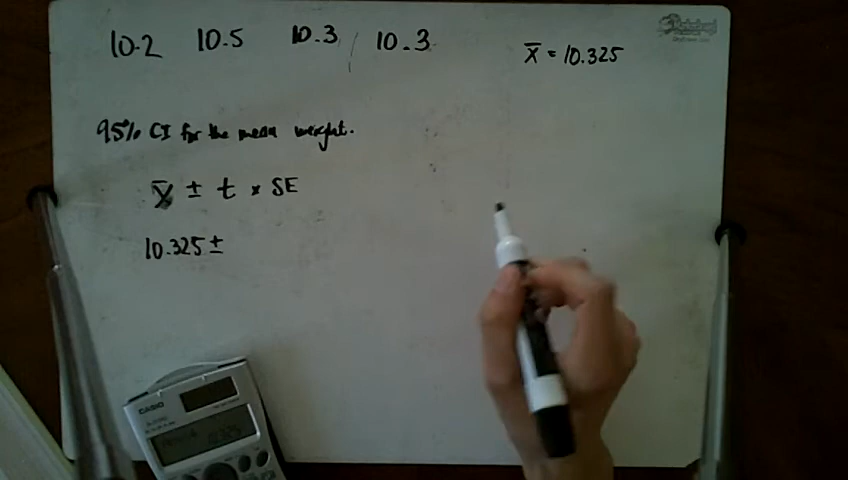 10.2 10.5 10.3 10.3
x̄ = 10.325
95% CI for the mean weight.
x̄ ± t × SE
10.325 ±
CASIO